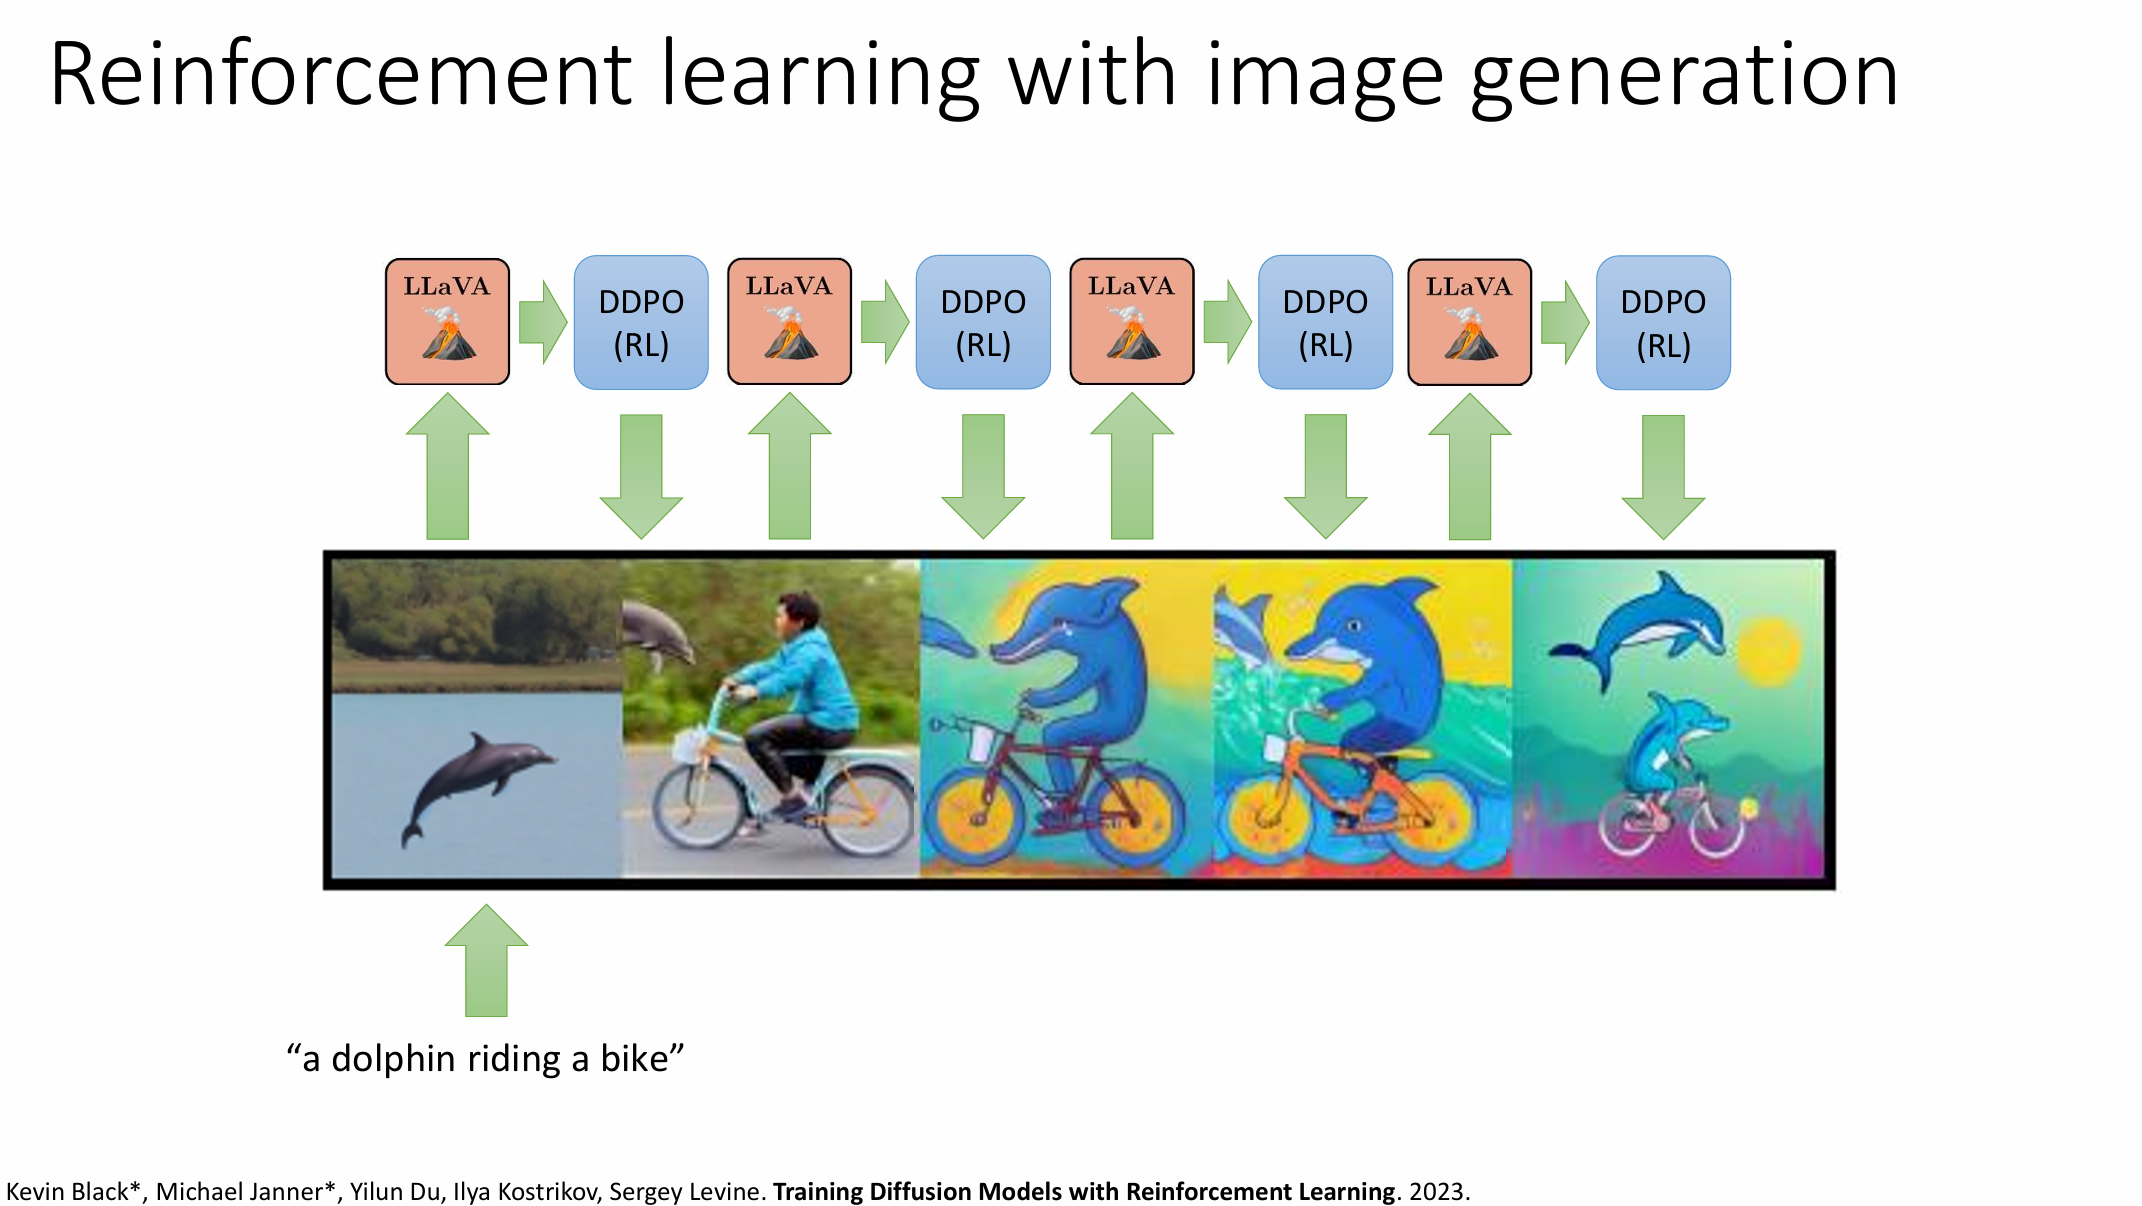 Reinforcement learning with image generation
LLaVA
DDPO
(RL)
LLaVA
DDPO
(RL)
LLaVA
DDPO
(RL)
LLaVA
DDPO
(RL)
“a dolphin riding a bike”
Kevin Black*, Michael Janner*, Yilun Du, Ilya Kostrikov, Sergey Levine. Training Diffusion Models with Reinforcement Learning. 2023.